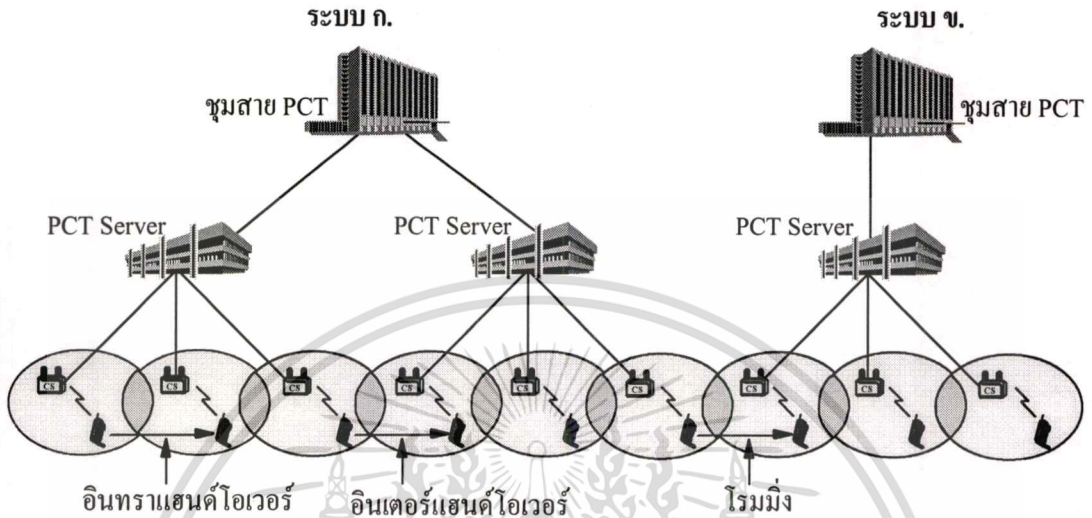 ระบบ ก.
ระบบ ข.
ชุมสาย PCT
ชุมสาย PCT
PCT Server
PCT Server
PCT Server
CS
CS
CS
CS
CS
CS
CS
CS
CS
อินทราแฮนด์โอเวอร์
อินเตอร์แฮนด์โอเวอร์
โรมมิ่ง